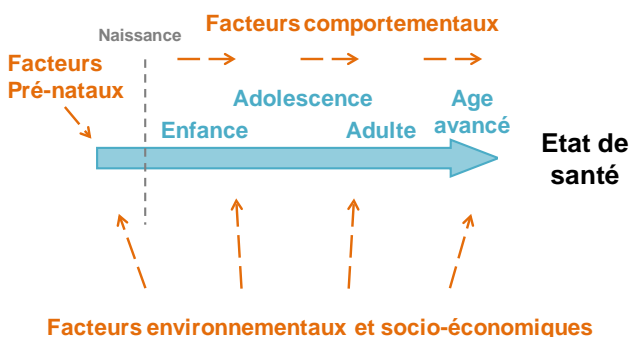 Facteurs comportementaux
Naissance
Facteurs
Pré-nataux
Adolescence
Age
avancé
Enfance
Adulte
Etat de
santé
Facteurs environnementaux et socio-économiques